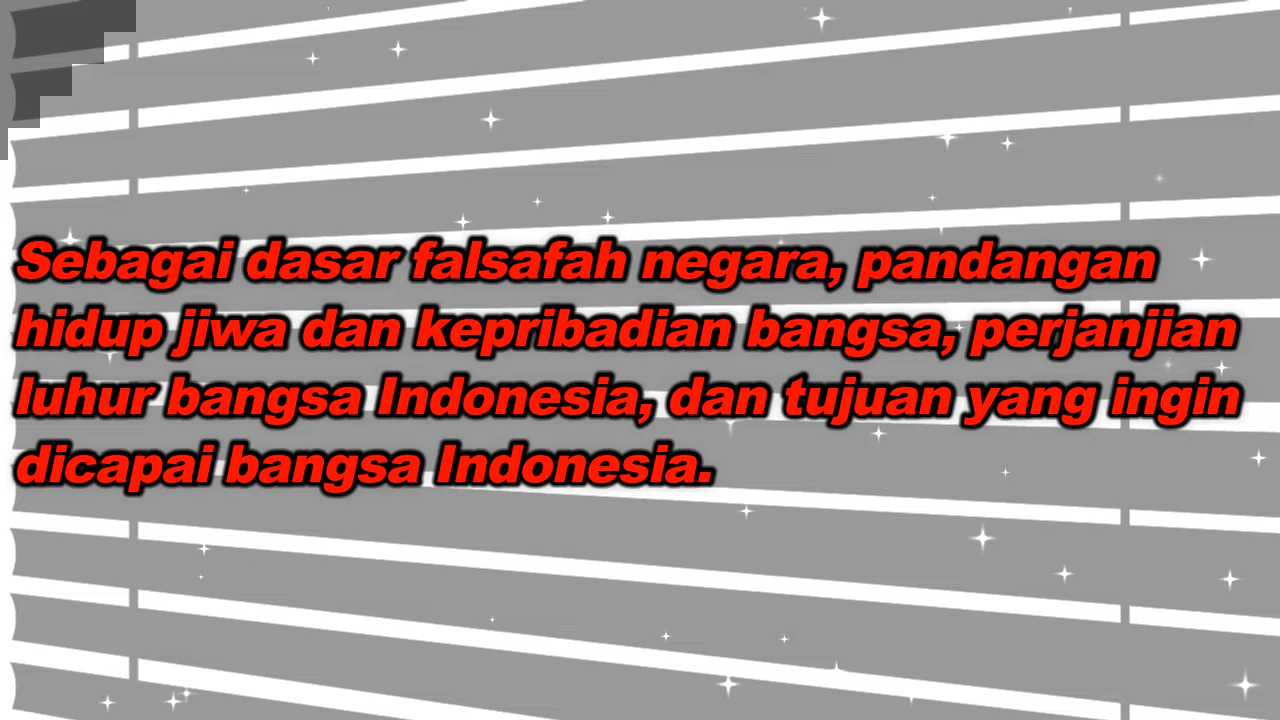 Sebagai dasar falsafah negara, pandangan
hidup jiwa dan kepribadian bangsa, perjanjian
luhur bangsa Indonesia, dan tujuan yang ingin
dicapai bangsa Indonesia.